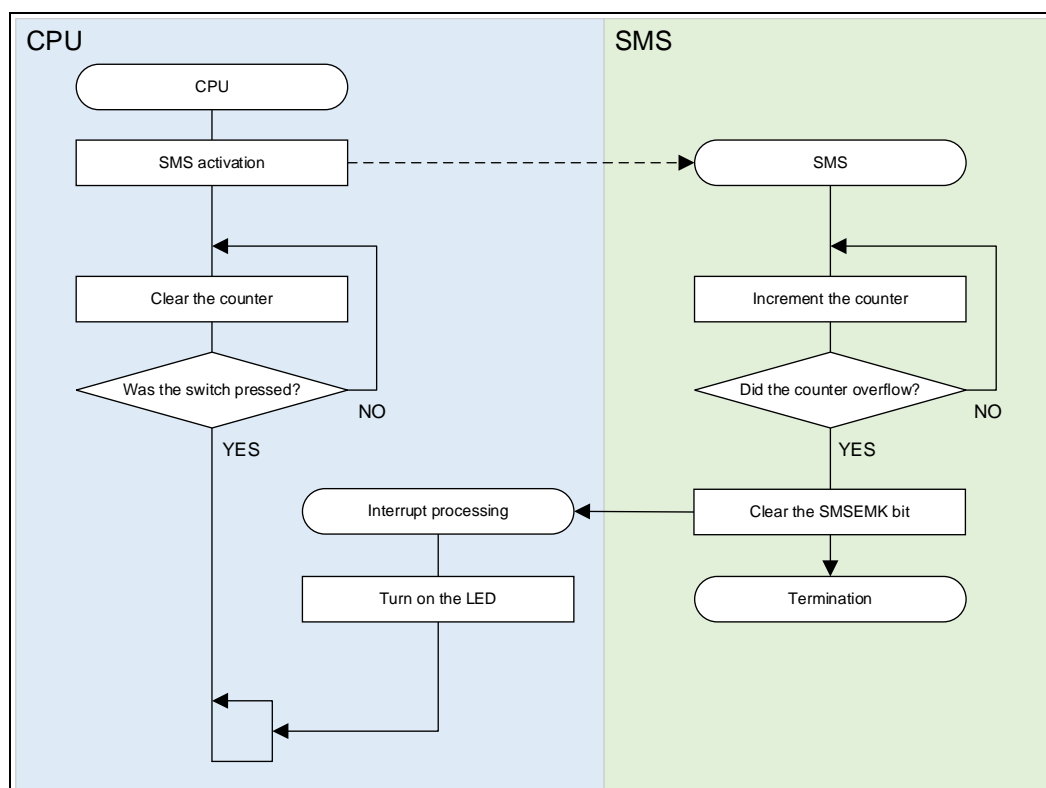 CPU
SMS
CPU
SMS activation
SMS
Clear the counter
Increment the counter
Was the switch pressed?
NO
Did the counter overflow?
NO
YES
YES
Interrupt processing
Clear the SMSEMK bit
Turn on the LED
Termination